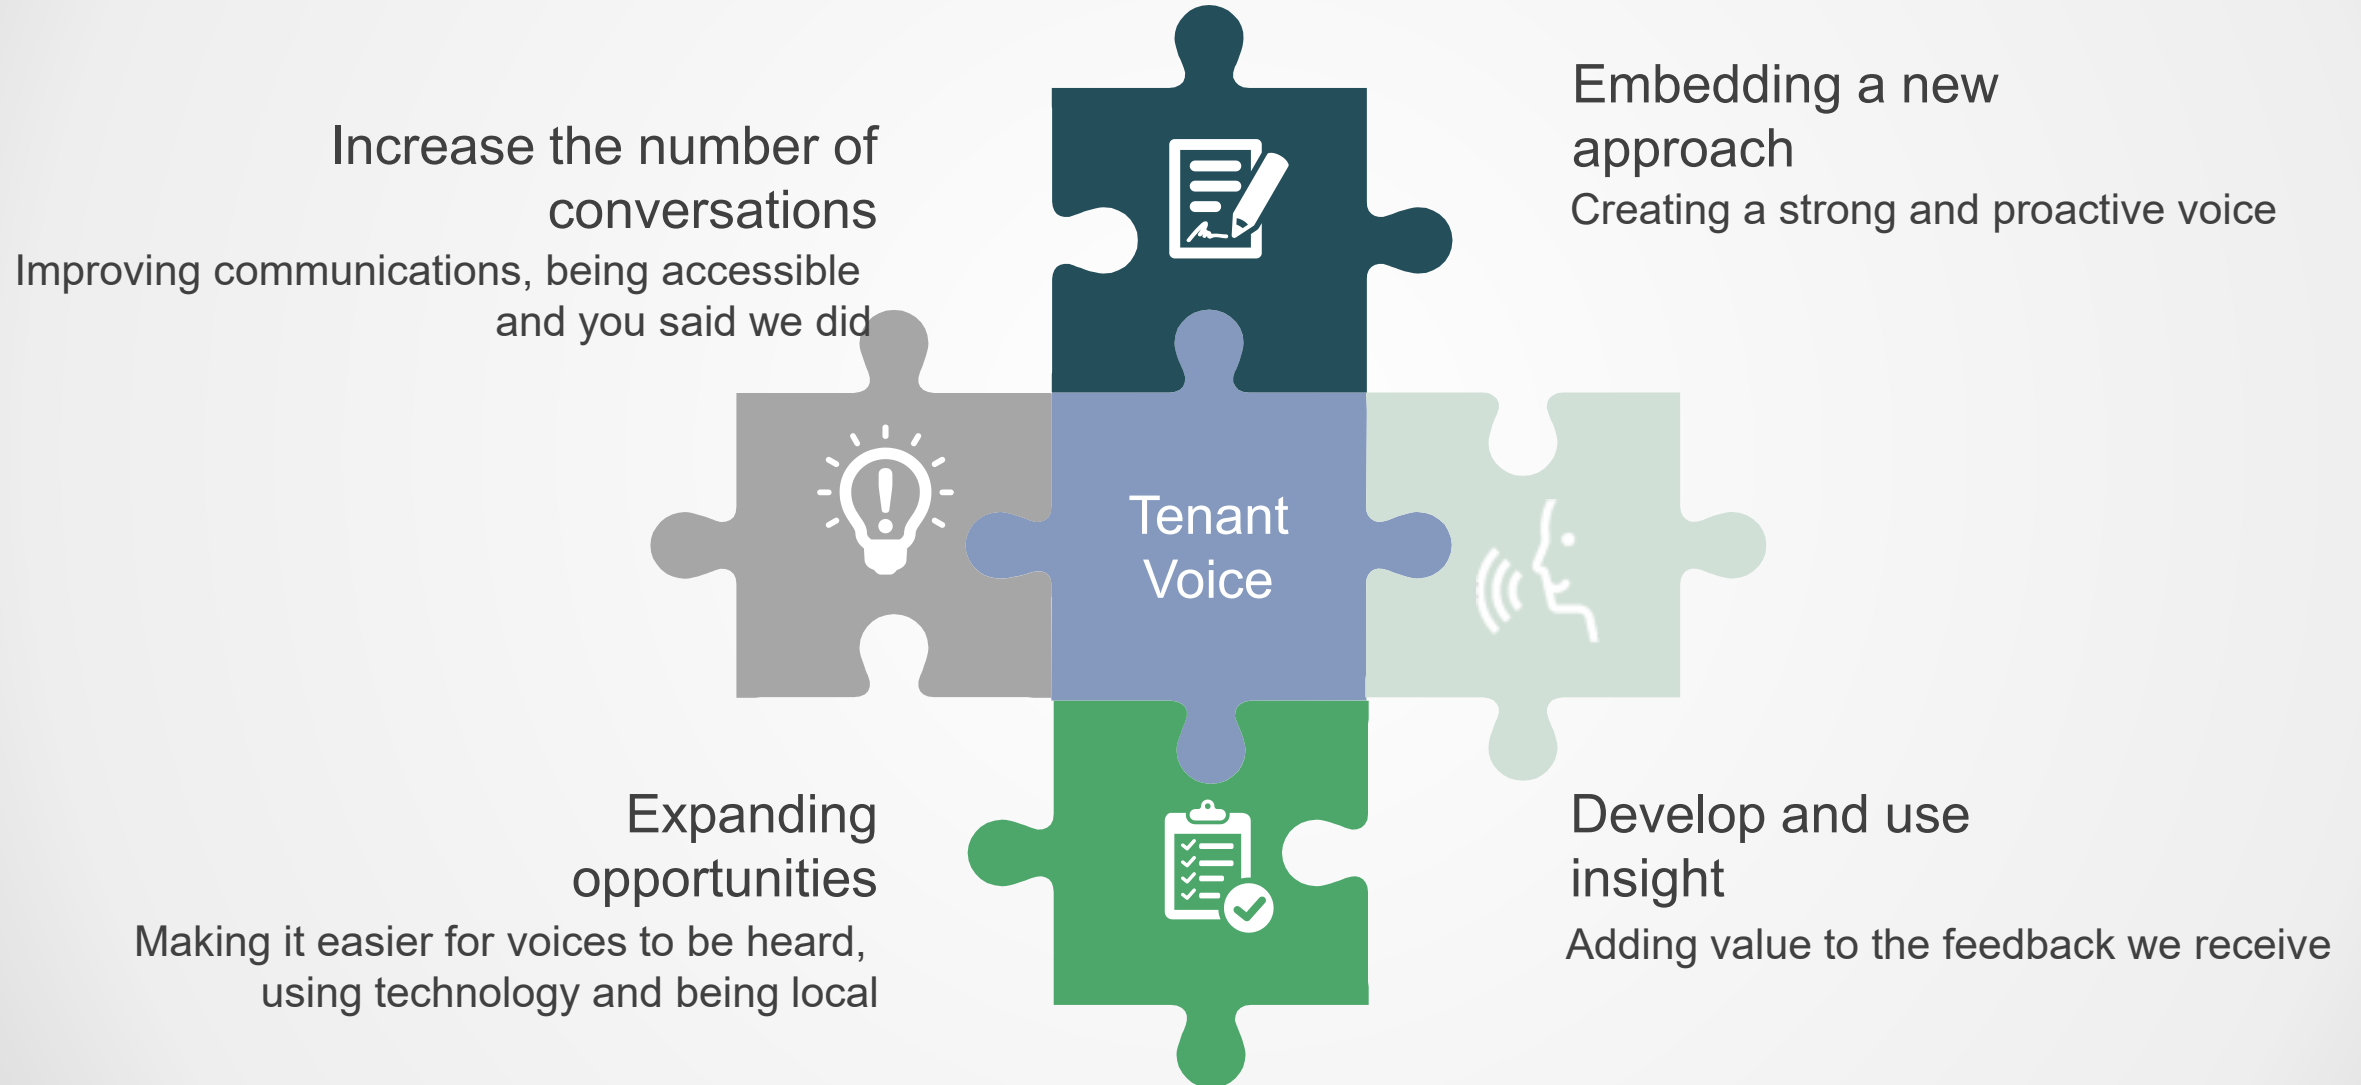 Increase the number of
conversations
Improving communications, being accessible
and you said we did
Embedding a new
approach
Creating a strong and proactive voice
Tenant
Voice
Expanding
opportunities
Making it easier for voices to be heard,
using technology and being local
Develop and use
insight
Adding value to the feedback we receive